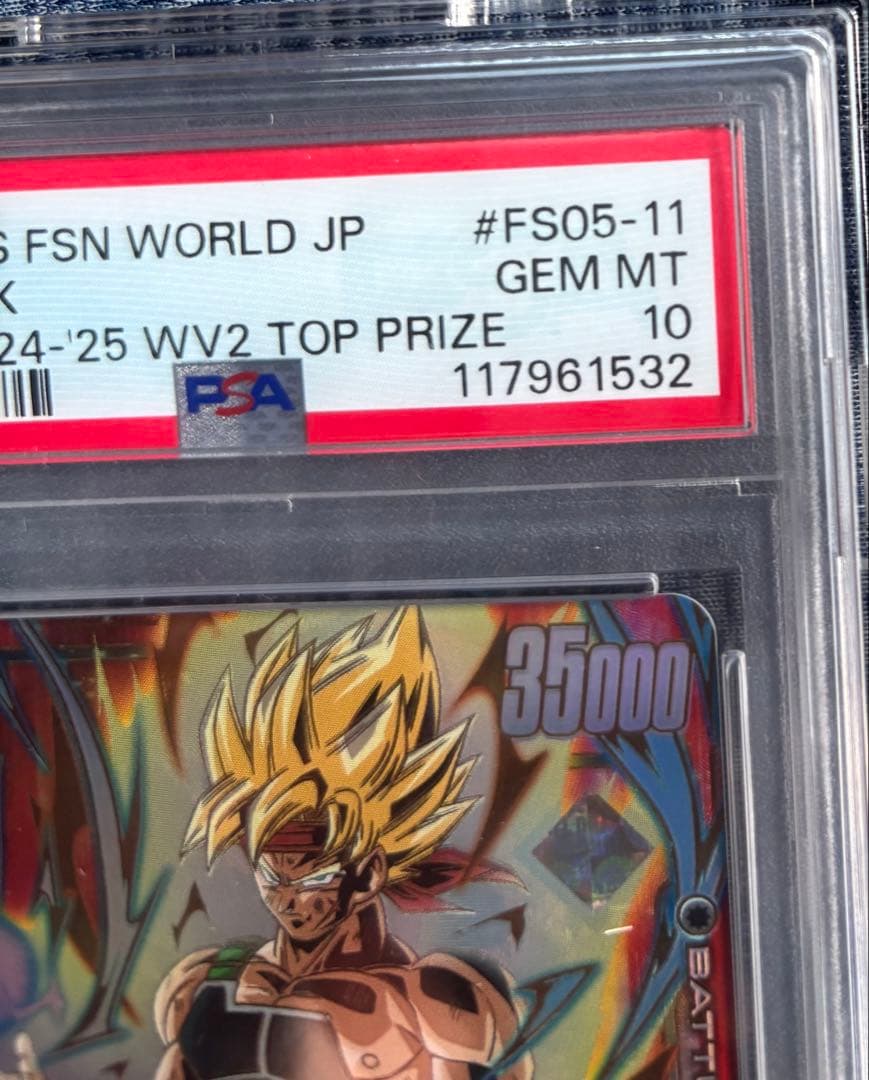 S FSN WORLD JP #FS05-11
K GEM MT
24-'25 WV2 TOP PRIZE 10
117961532
PSA
35000
BATT